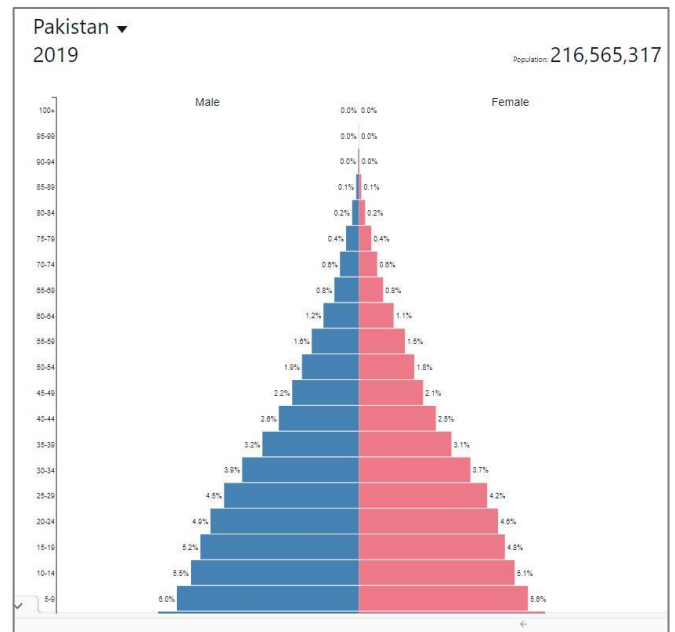 Pakistan
2019
Population: 216,565,317
Male Female
100+ 0.0% 0.0%
95-99 0.0% 0.0%
90-94 0.0% 0.0%
85-89 0.1% 0.1%
80-84 0.2% 0.2%
75-79 0.4% 0.4%
70-74 0.6% 0.6%
65-69 0.8% 0.8%
60-64 1.2% 1.1%
55-59 1.6% 1.5%
50-54 1.9% 1.8%
45-49 2.2% 2.1%
40-44 2.6% 2.5%
35-39 3.2% 3.1%
30-34 3.9% 3.7%
25-29 4.5% 4.2%
20-24 4.9% 4.6%
15-19 5.2% 4.8%
10-14 5.5% 5.1%
5-9 6.0% 5.6%